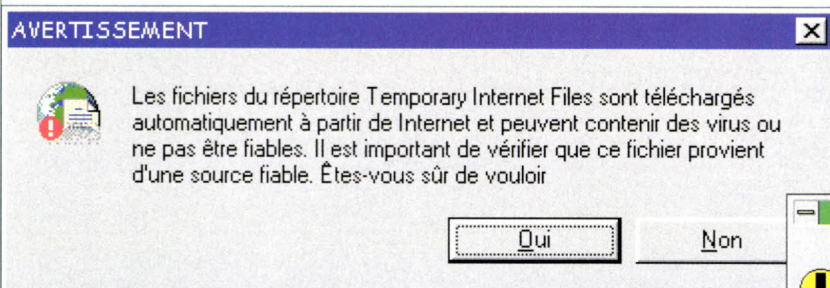 AVERTISSEMENT
Les fichiers du répertoire Temporary Internet Files sont téléchargés
automatiquement à partir de Internet et peuvent contenir des virus ou
ne pas être fiables. Il est important de vérifier que ce fichier provient
d'une source fiable. Êtes-vous sûr de vouloir
Oui
Non